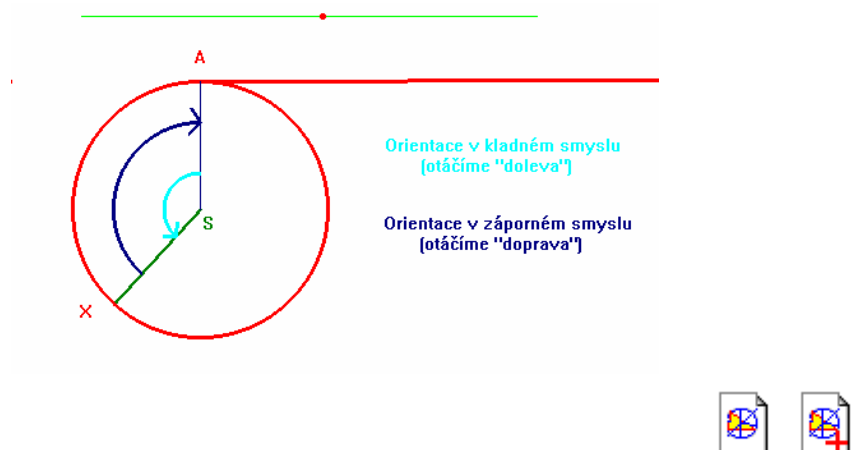 A
Orientace v kladném smyslu
(otáčíme "doleva")
S
Orientace v záporném smyslu
(otáčíme "doprava")
X